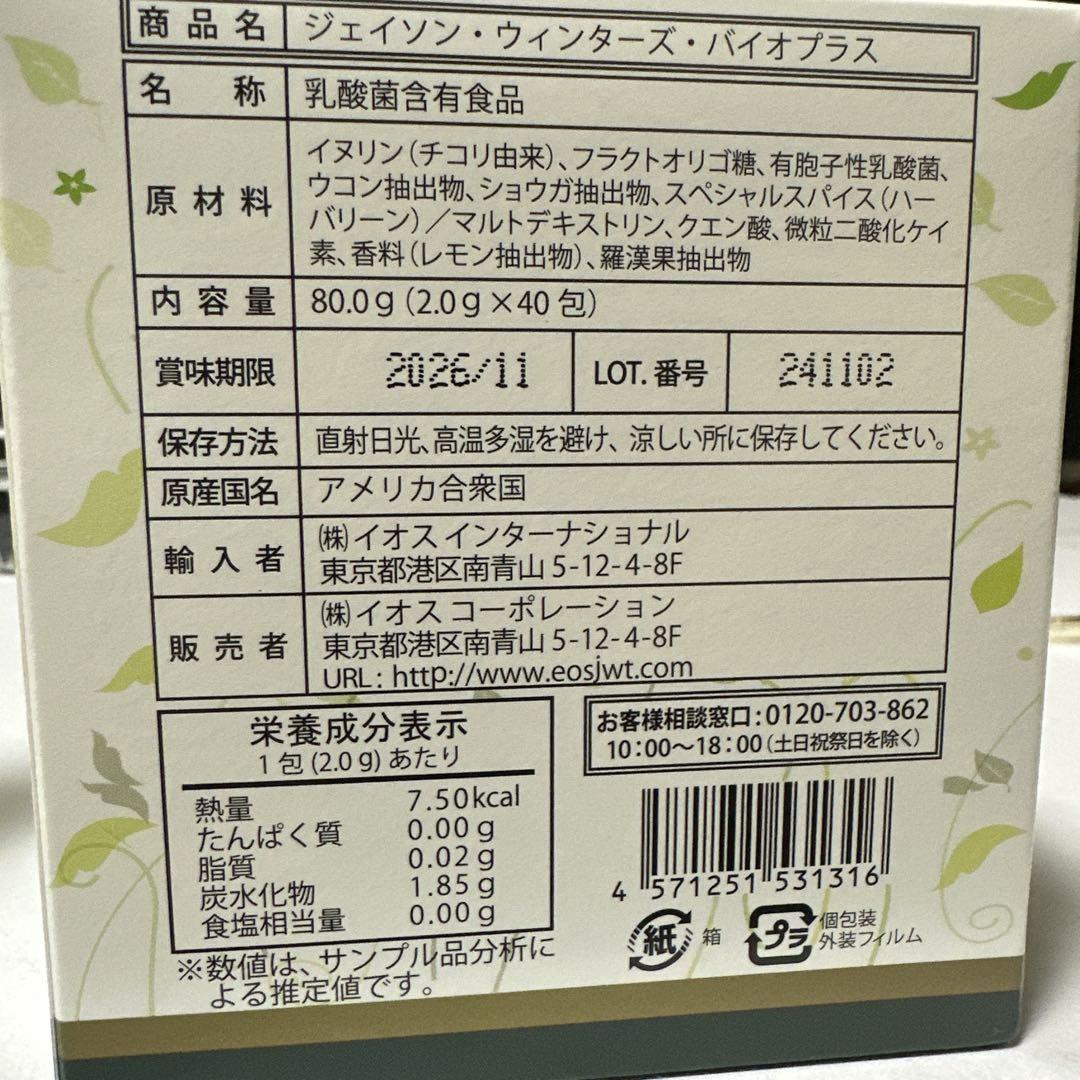 商品名 ジェイソン・ウィンターズ・バイオプラス
名称 乳酸菌含有食品
原材料 イヌリン(チコリ由来)、フラクトオリゴ糖、有胞子性乳酸菌、
ウコン抽出物、ショウガ抽出物、スペシャルスパイス(ハー
バリーン)/マルトデキストリン、クエン酸、微粒二酸化ケイ
素、香料(レモン抽出物)、羅漢果抽出物
内容量 80.0g(2.0g×40包)
賞味期限 2026/11 LOT.番号 241102
保存方法 直射日光、高温多湿を避け、涼しい所に保存してください。
原産国名 アメリカ合衆国
輸入者 ㈱イオス インターナショナル
東京都港区南青山5-12-4-8F
販売者 ㈱イオス コーポレーション
東京都港区南青山5-12-4-8F
URL: http://www.eosjwt.com
栄養成分表示
1包(2.0g)あたり
熱量 7.50kcal
たんぱく質 0.00g
脂質 0.02g
炭水化物 1.85g
食塩相当量 0.00g
※数値は、サンプル品分析に
よる推定値です。
お客様相談窓口:0120-703-862
10:00〜18:00(土日祝祭日を除く)
4 571251 531316
紙 箱
プラ 個包装
外装フィルム